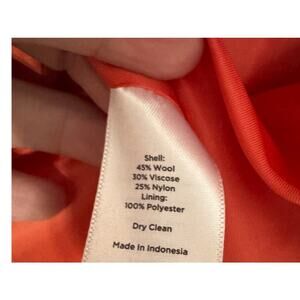 Shell:
45% Wool
30% Viscose
25% Nylon
Lining:
100% Polyester
Dry Clean
Made In Indonesia